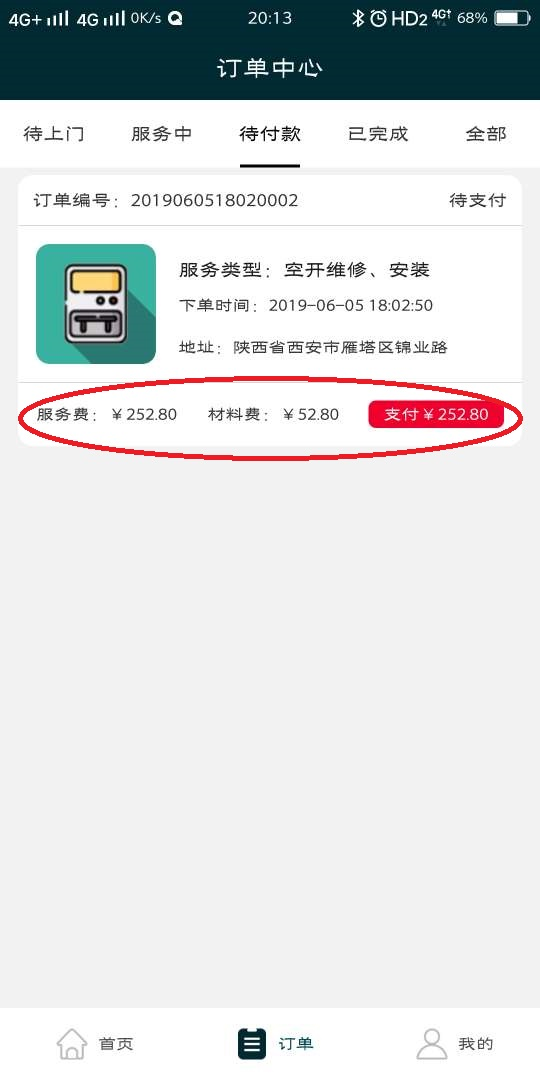 4G+ 4G 0K/s 20:13 HD2 4G† 68%
订单中心
待上门 服务中 待付款 已完成 全部
订单编号：2019060518020002 待支付
服务类型：空开维修、安装
下单时间：2019-06-05 18:02:50
地址：陕西省西安市雁塔区锦业路
服务费：￥252.80 材料费：￥52.80 支付￥252.80
首页 订单 我的